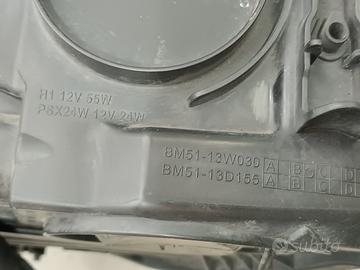 H1 12V 55W
PSX24W 12V 24W
BM51-13W030 A B C D
BM51-13D155 A B C D
subito